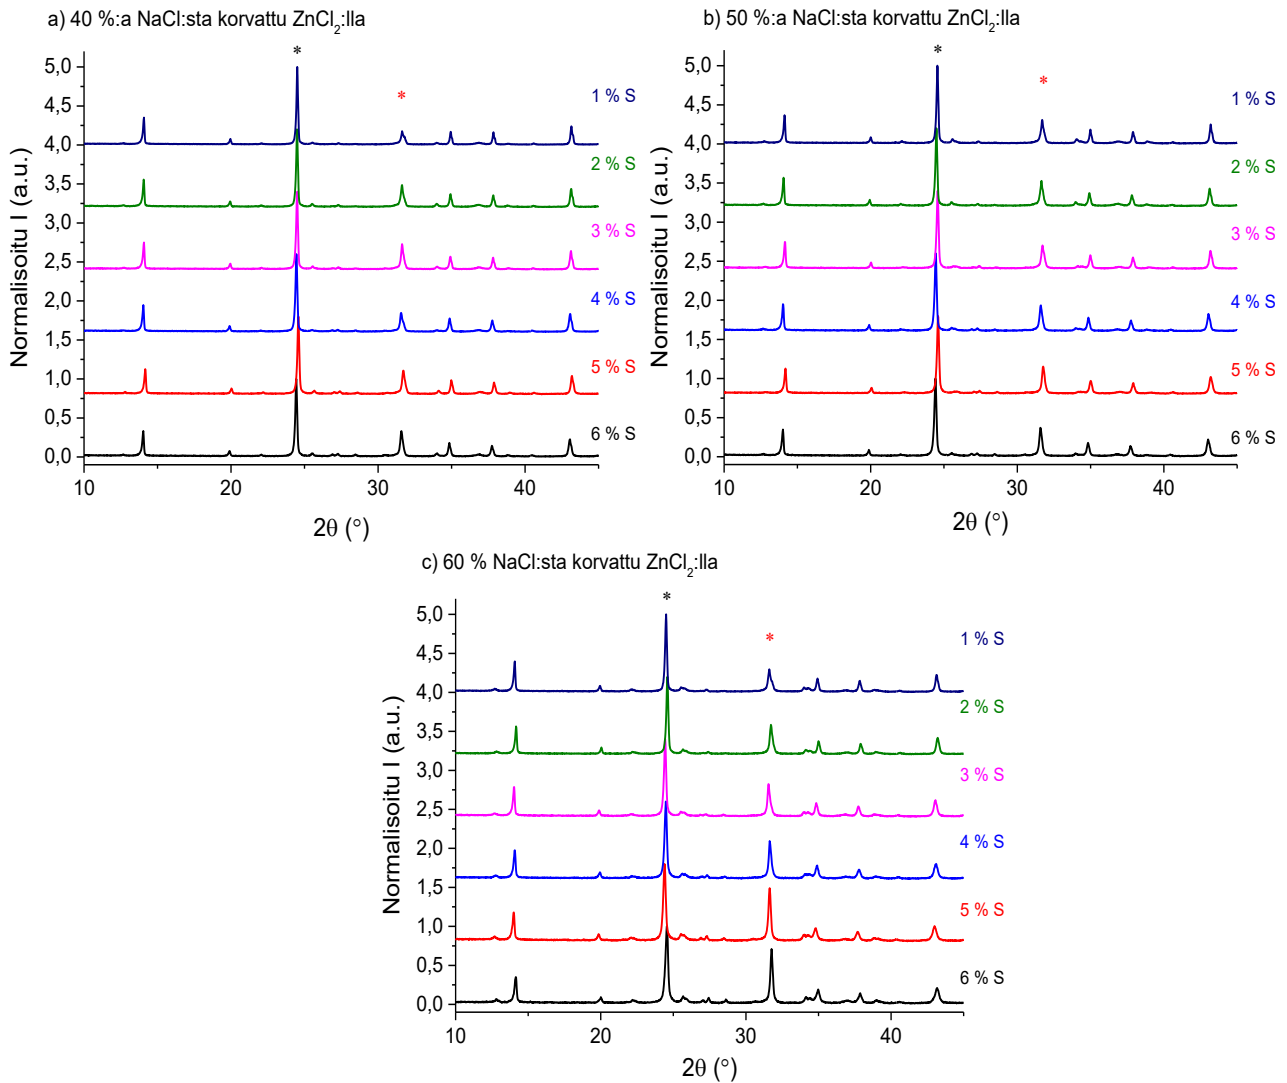 a) 40 %:a NaCl:sta korvattu ZnCl₂:lla
*
*
5,0
4,5
4,0
3,5
3,0
2,5
2,0
1,5
1,0
0,5
0,0
Normalisoitu I (a.u.)
1 % S
2 % S
3 % S
4 % S
5 % S
6 % S
10
20
30
40
2θ (°)
b) 50 %:a NaCl:sta korvattu ZnCl₂:lla
*
*
5,0
4,5
4,0
3,5
3,0
2,5
2,0
1,5
1,0
0,5
0,0
Normalisoitu I (a.u.)
1 % S
2 % S
3 % S
4 % S
5 % S
6 % S
10
20
30
40
2θ (°)
c) 60 % NaCl:sta korvattu ZnCl₂:lla
*
*
5,0
4,5
4,0
3,5
3,0
2,5
2,0
1,5
1,0
0,5
0,0
Normalisoitu I (a.u.)
1 % S
2 % S
3 % S
4 % S
5 % S
6 % S
10
20
30
40
2θ (°)